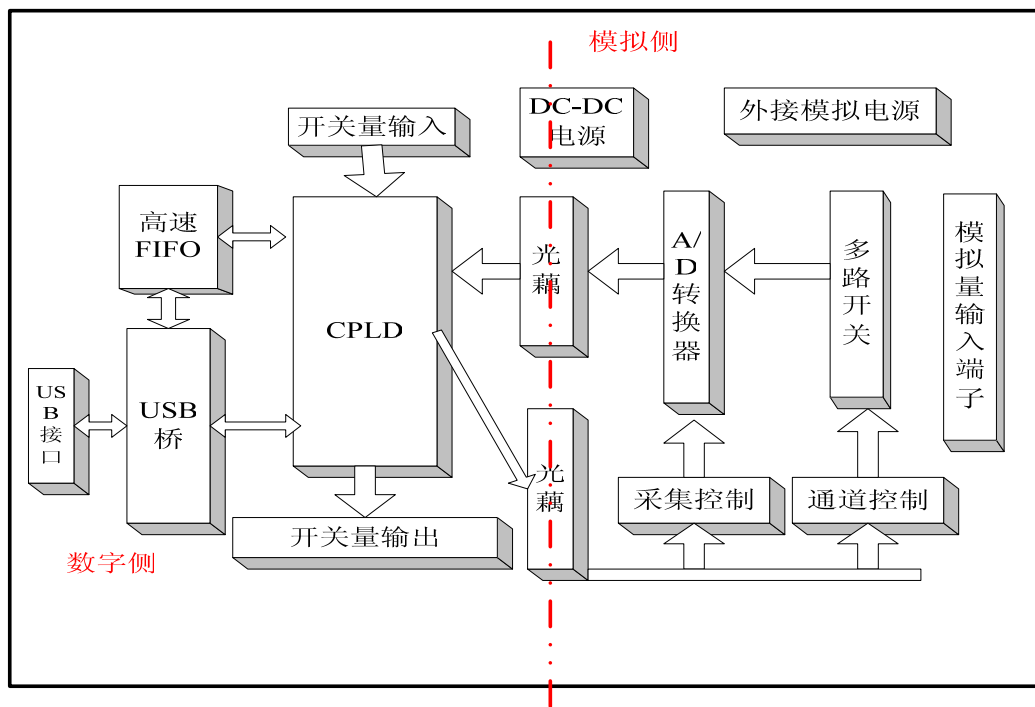 模拟侧
DC-DC
电源
外接模拟电源
开关量输入
高速
FIFO
CPLD
光
藕
A/
D
转
换
器
多
路
开
关
模
拟
量
输
入
端
子
US
B
接
口
USB
桥
光
藕
采集控制
通道控制
开关量输出
数字侧